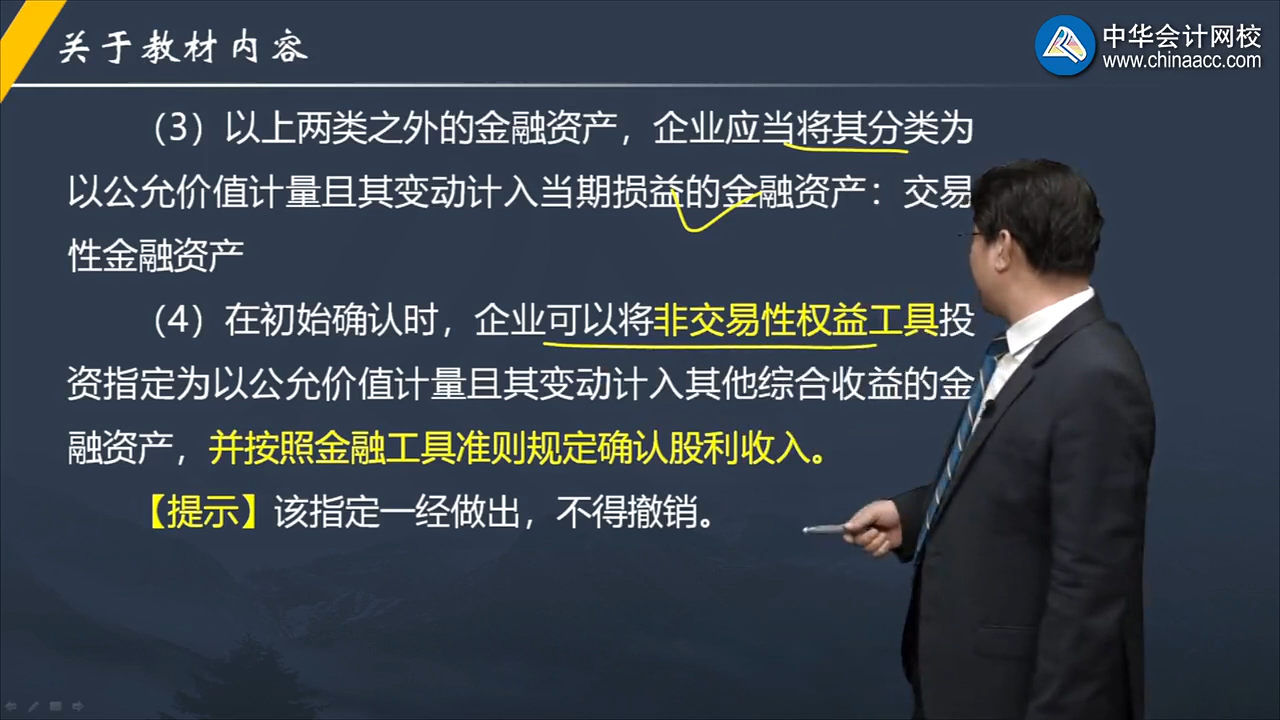 关于教材内容
中华会计网校
www.chinaacc.com
（3）以上两类之外的金融资产，企业应当将其分类为
以公允价值计量且其变动计入当期损益的金融资产：交易
性金融资产
（4）在初始确认时，企业可以将非交易性权益工具投
资指定为以公允价值计量且其变动计入其他综合收益的金
融资产，并按照金融工具准则规定确认股利收入。
【提示】该指定一经做出，不得撤销。